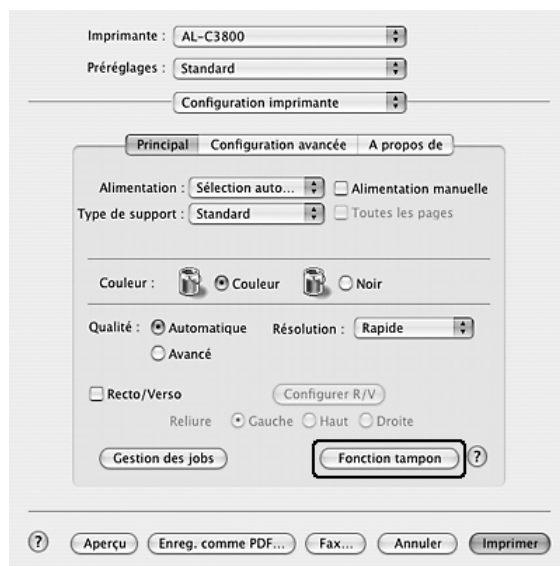 Imprimante : AL-C3800
Préréglages : Standard
Configuration imprimante
Principal Configuration avancée A propos de
Alimentation : Sélection auto... Alimentation manuelle
Type de support : Standard Toutes les pages
Couleur : Couleur Noir
Qualité : Automatique Résolution : Rapide
Avancé
Recto/Verso Configurer R/V
Reliure Gauche Haut Droite
Gestion des jobs Fonction tampon ?
? Aperçu Enreg. comme PDF... Fax... Annuler Imprimer